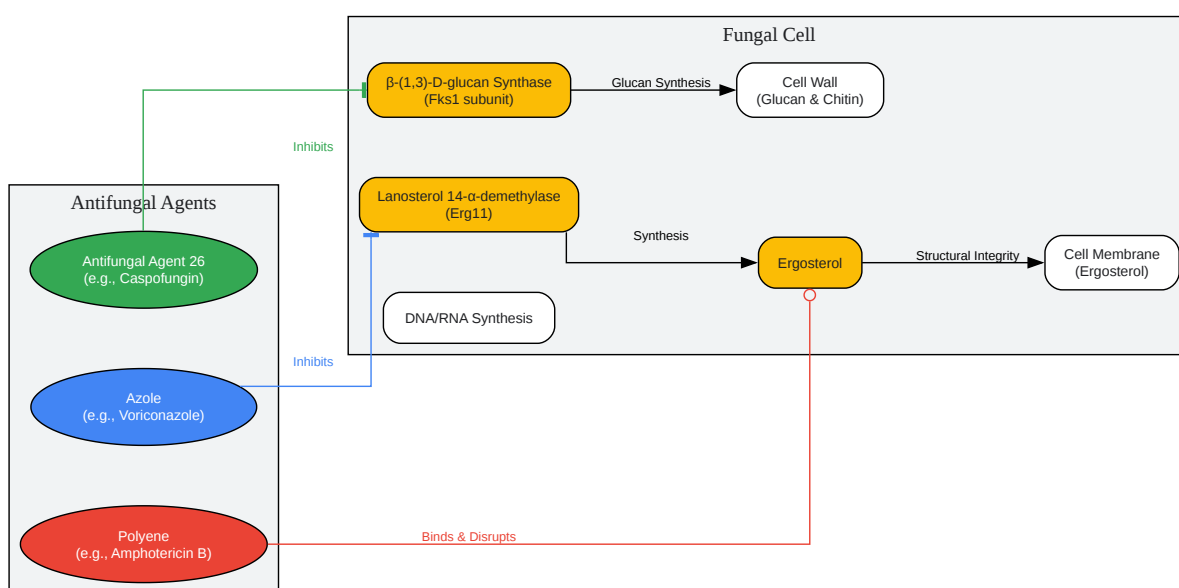 Fungal Cell
β-(1,3)-D-glucan Synthase
(Fks1 subunit)
Glucan Synthesis
Cell Wall
(Glucan & Chitin)
Inhibits
Lanosterol 14-α-demethylase
(Erg11)
Synthesis
Ergosterol
Structural Integrity
Cell Membrane
(Ergosterol)
DNA/RNA Synthesis
Antifungal Agents
Antifungal Agent 26
(e.g., Caspofungin)
Inhibits
Azole
(e.g., Voriconazole)
Polyene
(e.g., Amphotericin B)
Binds & Disrupts